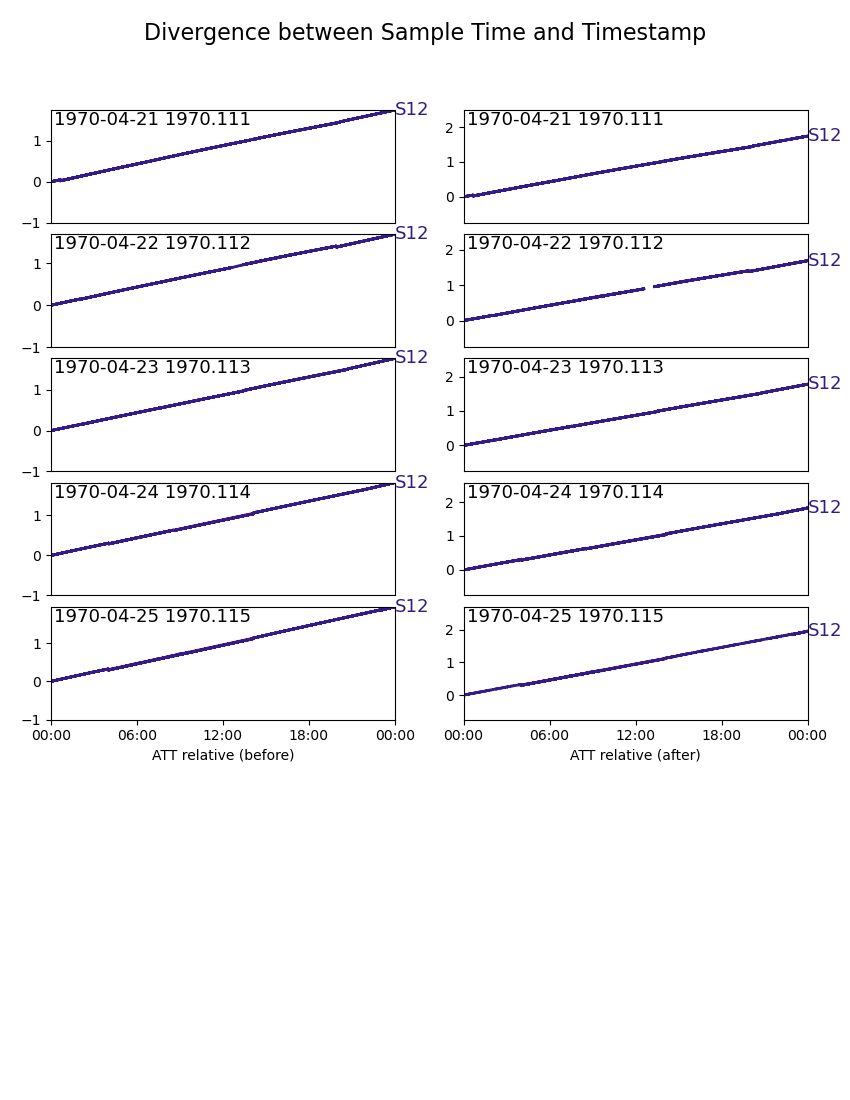 Divergence between Sample Time and Timestamp
1970-04-21 1970.111
S12
1
0
−1
1970-04-21 1970.111
S12
2
1
0
1970-04-22 1970.112
S12
1
0
−1
1970-04-22 1970.112
S12
2
1
0
1970-04-23 1970.113
S12
1
0
−1
1970-04-23 1970.113
S12
2
1
0
1970-04-24 1970.114
S12
1
0
−1
1970-04-24 1970.114
S12
2
1
0
1970-04-25 1970.115
S12
1
0
−1
00:00 06:00 12:00 18:00 00:00
ATT relative (before)
1970-04-25 1970.115
S12
2
1
0
00:00 06:00 12:00 18:00 00:00
ATT relative (after)